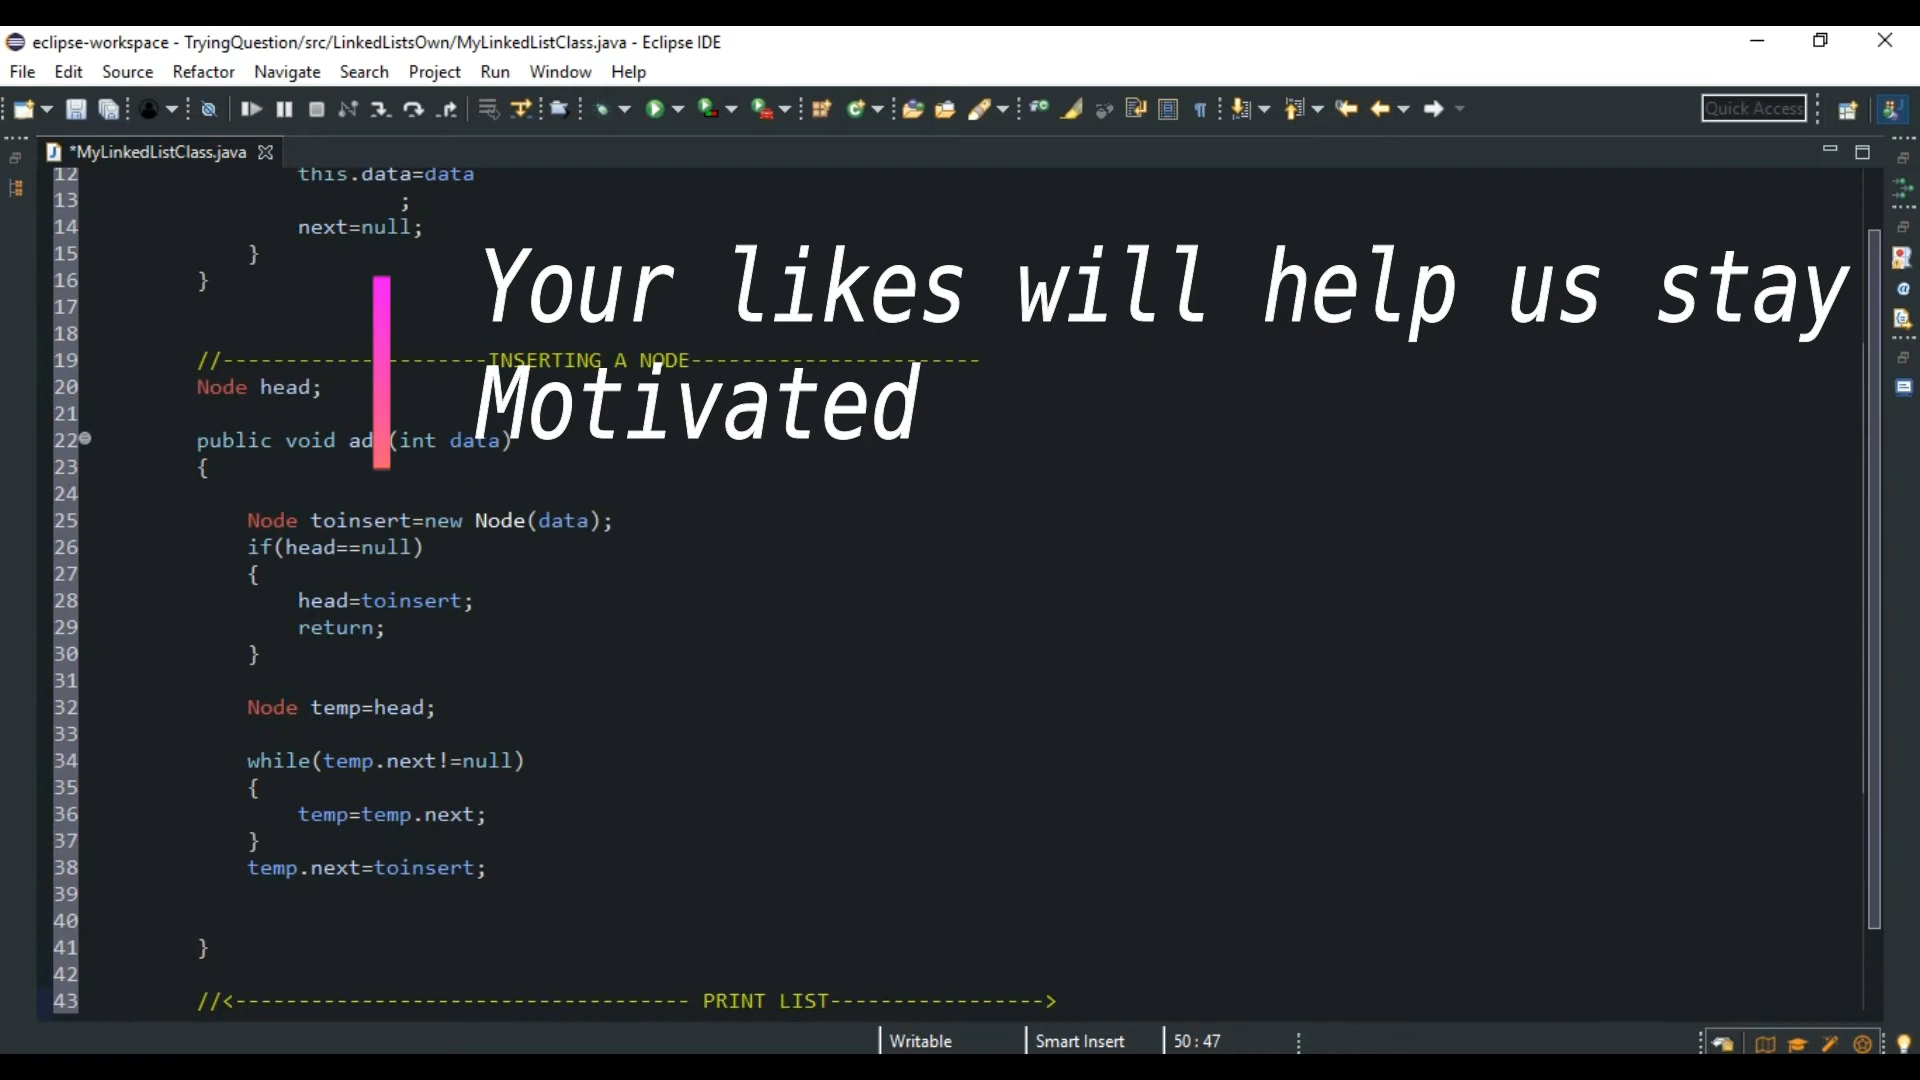 eclipse-workspace - TryingQuestion/src/LinkedListsOwn/MyLinkedListClass.java - Eclipse IDE
File Edit Source Refactor Navigate Search Project Run Window Help
Quick Access
*MyLinkedListClass.java
12 this.data=data
13 ;
14 next=null;
15 }
16 }
17
18
19 //---------------------INSERTING A NODE-----------------------
20 Node head;
21
22 public void ad (int data)
23 {
24
25 Node toinsert=new Node(data);
26 if(head==null)
27 {
28 head=toinsert;
29 return;
30 }
31
32 Node temp=head;
33
34 while(temp.next!=null)
35 {
36 temp=temp.next;
37 }
38 temp.next=toinsert;
39
40
41 }
42
43 //<------------------------------------ PRINT LIST----------------->
Your likes will help us stay
Motivated
Writable Smart Insert 50 : 47